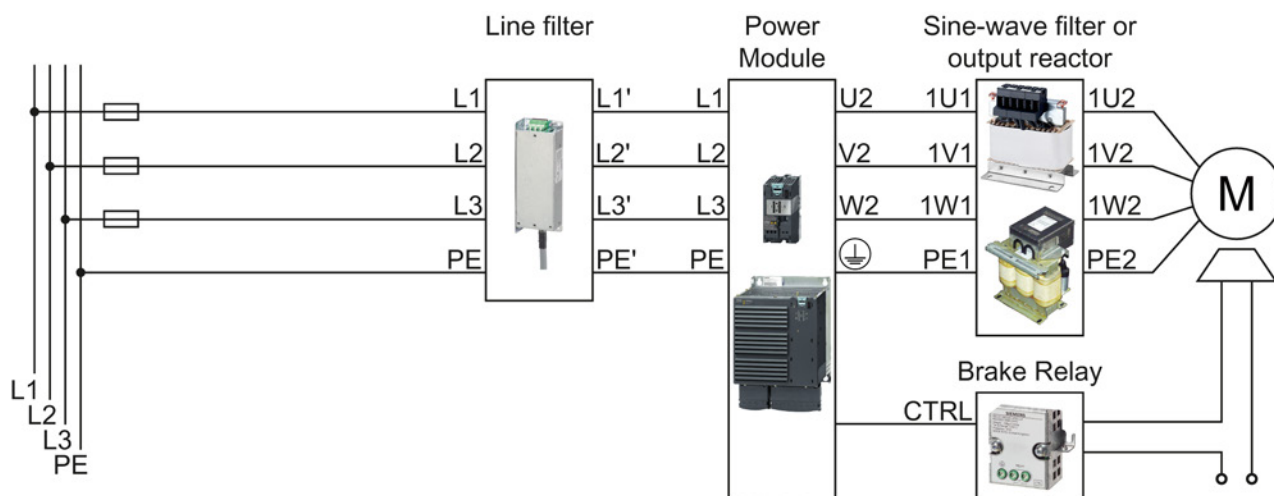 Line filter
Power
Module
Sine-wave filter or
output reactor
L1 L1' L1 U2 1U1 1U2
L2 L2' L2 V2 1V1 1V2
L3 L3' L3 W2 1W1 1W2
PE PE' PE PE1 PE2
M
Brake Relay
CTRL
SIEMENS
L1
L2
L3
PE